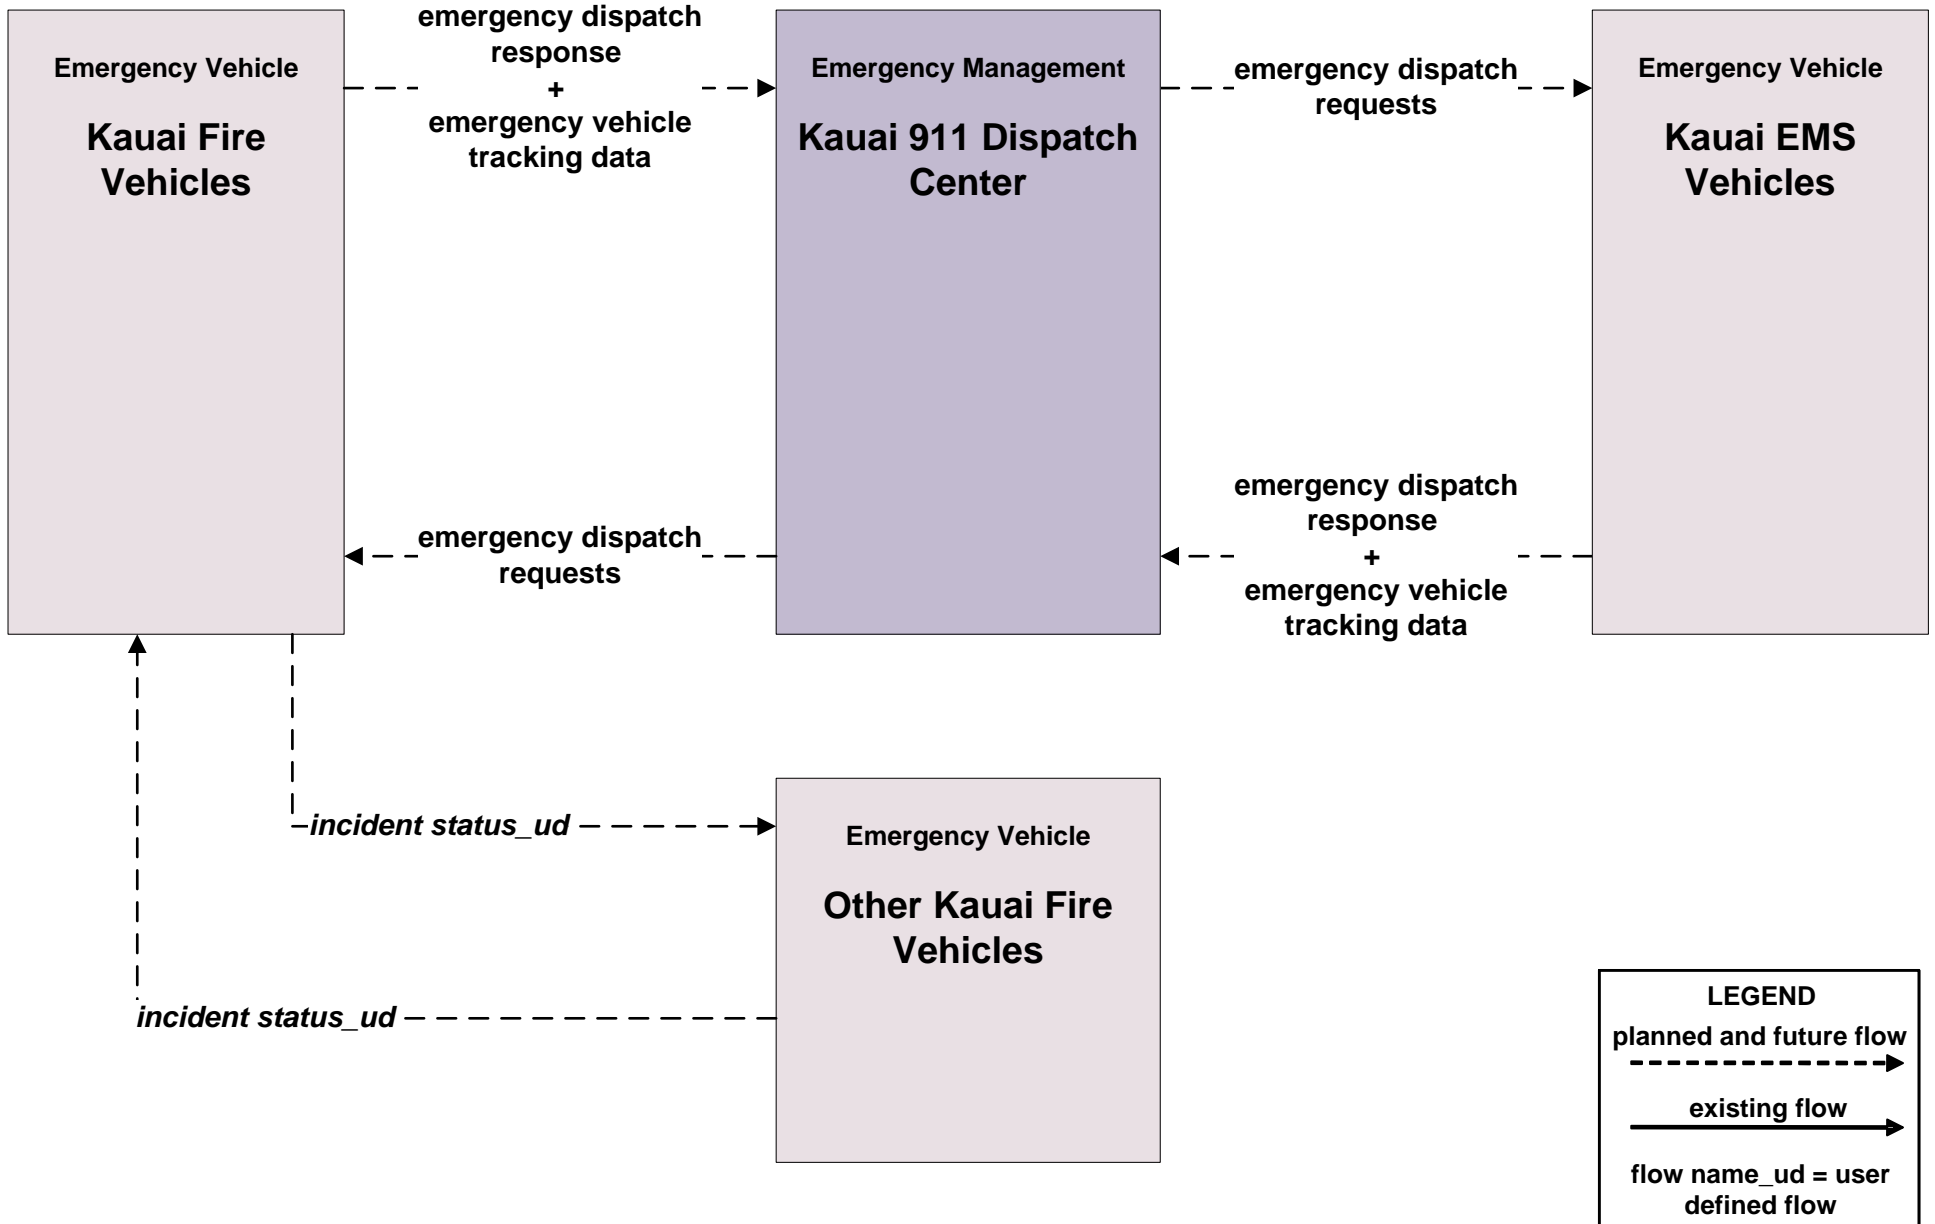 Emergency Vehicle
Kauai Fire
Vehicles
emergency dispatch
response
+
emergency vehicle
tracking data
Emergency Management
Kauai 911 Dispatch
Center
emergency dispatch
requests
Emergency Vehicle
Kauai EMS
Vehicles
emergency dispatch
requests
emergency dispatch
response
+
emergency vehicle
tracking data
incident status_ud
Emergency Vehicle
Other Kauai Fire
Vehicles
incident status_ud
LEGEND
planned and future flow
existing flow
flow name_ud = user
defined flow